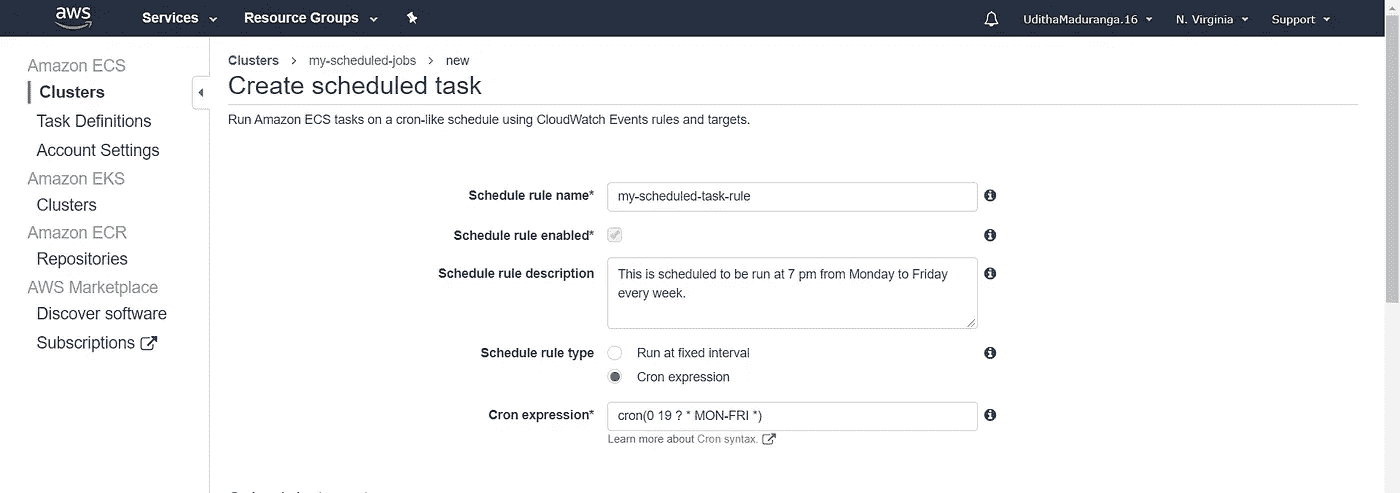 aws Services Resource Groups UdithaMaduranga.16 N. Virginia Support
Amazon ECS
Clusters
Task Definitions
Account Settings
Amazon EKS
Clusters
Amazon ECR
Repositories
AWS Marketplace
Discover software
Subscriptions
Clusters > my-scheduled-jobs > new
Create scheduled task
Run Amazon ECS tasks on a cron-like schedule using CloudWatch Events rules and targets.
Schedule rule name* my-scheduled-task-rule
Schedule rule enabled*
Schedule rule description This is scheduled to be run at 7 pm from Monday to Friday
every week.
Schedule rule type Run at fixed interval
Cron expression
Cron expression* cron(0 19 ? * MON-FRI *)
Learn more about Cron syntax.